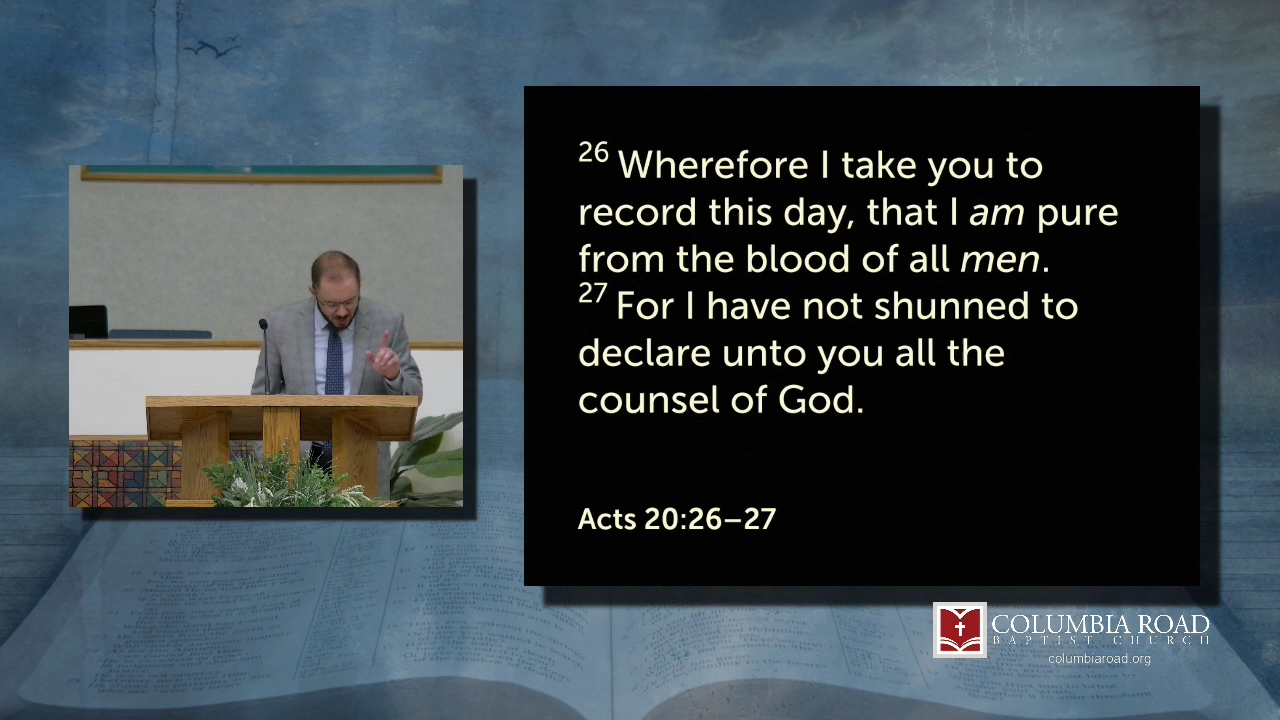 26 Wherefore I take you to
record this day, that I am pure
from the blood of all men.
27 For I have not shunned to
declare unto you all the
counsel of God.
Acts 20:26–27
COLUMBIA ROAD
BAPTIST CHURCH
columbiaroad.org